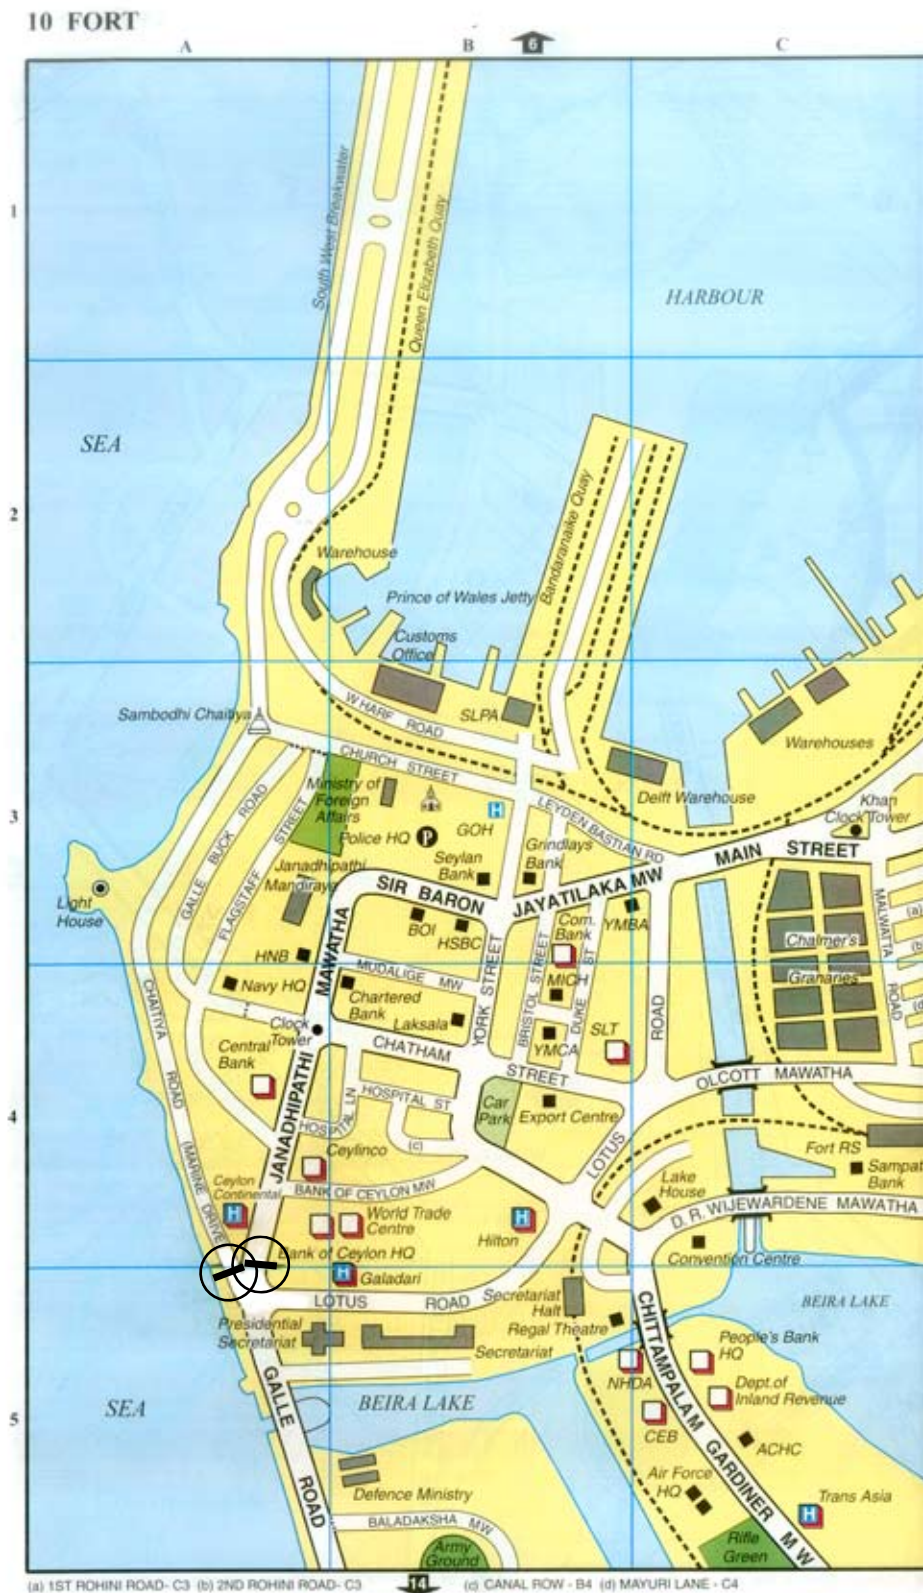 10 FORT
A B 6 C
1
South West Breakwater
Queen Elizabeth Quay
HARBOUR
SEA
2
Bandaranaike Quay
Warehouse
Prince of Wales Jetty
Customs
Office
Sambodhi Chaitiya
WHARF ROAD
SLPA
Warehouses
CHURCH STREET
Ministry of
Foreign
Affairs
Delft Warehouse
Khan
Clock Tower
3
GALLE BUCK ROAD
FLAGSTAFF STREET
Police HQ
P
H
GOH
LEYDEN BASTIAN RD
Grindlays
Bank
Seylan
Bank
MAIN STREET
Janadhipathi
Mandiraya
Light
House
SIR BARON JAYATILAKA MW
Com.
Bank
YMBA
BOI
HSBC
MALWATTA ROAD
(a)
(b)
(d)
Chalmer's
Granaries
HNB
Navy HQ
MUDALIGE MW
Chartered
Bank
Laksala
YORK STREET
BRISTOL STREET
DUKE ST
MICH
YMCA
SLT
ROAD
Clock
Tower
Central
Bank
CHATHAM STREET
OLCOTT MAWATHA
CHAITIYA ROAD (MARINE DRIVE
JANADHIPATHI MAWATHA
HOSPITAL LN
HOSPITAL ST
(c)
Car
Park
Export Centre
4
Ceylinco
LOTUS
Fort RS
Sampat
Bank
Lake
House
Ceylon
Continental
H
BANK OF CEYLON MW
World Trade
Centre
Hilton
H
D. R. WIJEWARDENE MAWATHA
Convention Centre
Bank of Ceylon HQ
H
Galadari
LOTUS ROAD
Secretariat
Halt
Regal Theatre
BEIRA LAKE
Presidential
Secretariat
Secretariat
People's Bank
HQ
NHDA
Dept.of
Inland Revenue
CEB
ACHC
SEA
BEIRA LAKE
5
GALLE ROAD
CHITTAMPALAM GARDINER MW
Defence Ministry
Air Force
HQ
H
Trans Asia
BALADAKSHA MW
Army
Ground
Rifle
Green
(a) 1ST ROHINI ROAD- C3 (b) 2ND ROHINI ROAD- C3 14 (c) CANAL ROW - B4 (d) MAYURI LANE - C4